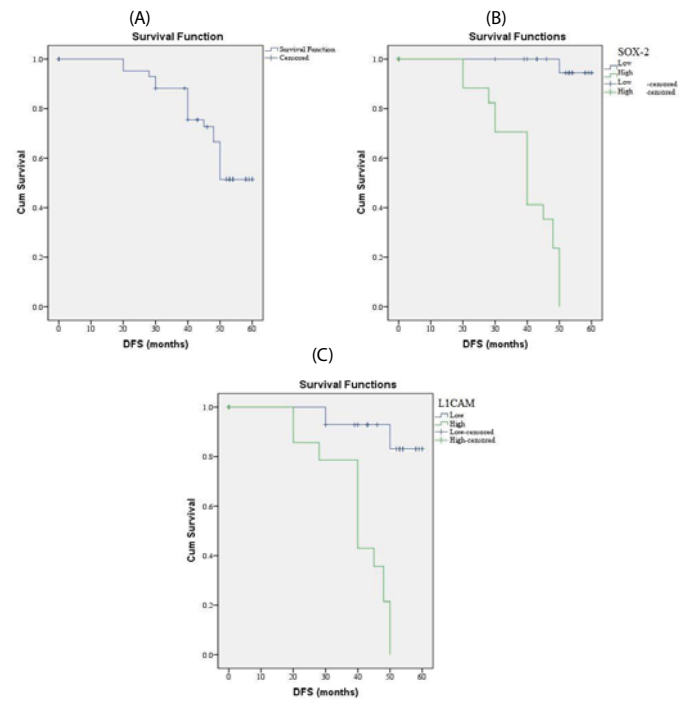 (A)
Survival Function
Survival Function
Censored
1.0
0.8
0.6
0.4
0.2
0.0
Cum Survival
0 10 20 30 40 50 60
DFS (months)
(B)
Survival Functions
SOX-2
Low
High
Low -censored
High -censored
1.0
0.8
0.6
0.4
0.2
0.0
Cum Survival
0 10 20 30 40 50 60
DFS (months)
(C)
Survival Functions
L1CAM
Low
High
Low-censored
High-censored
1.0
0.8
0.6
0.4
0.2
0.0
Cum Survival
0 10 20 30 40 50 60
DFS (months)